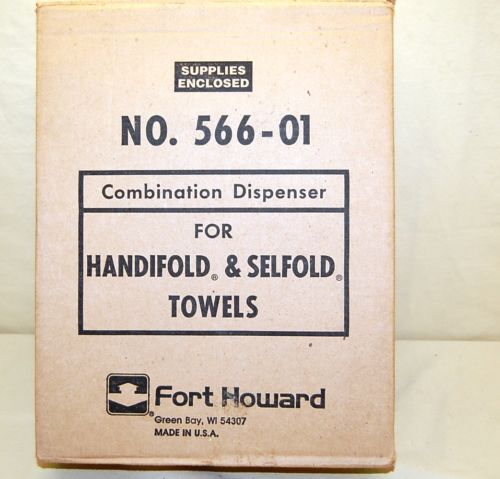 SUPPLIES
ENCLOSED
NO. 566-01
Combination Dispenser
FOR
HANDIFOLD® & SELFOLD®
TOWELS
Fort Howard
®
Green Bay, WI 54307
MADE IN U.S.A.